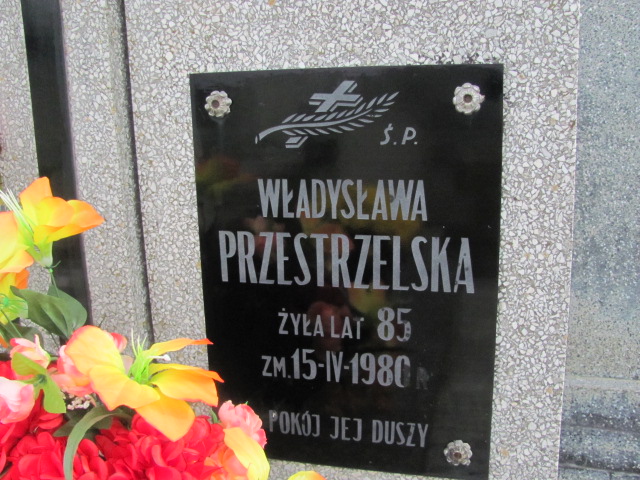 Ś.P.
WŁADYSŁAWA
PRZESTRZELSKA
ŻYŁA LAT 85
ZM. 15-IV-1980 R
POKÓJ JEJ DUSZY